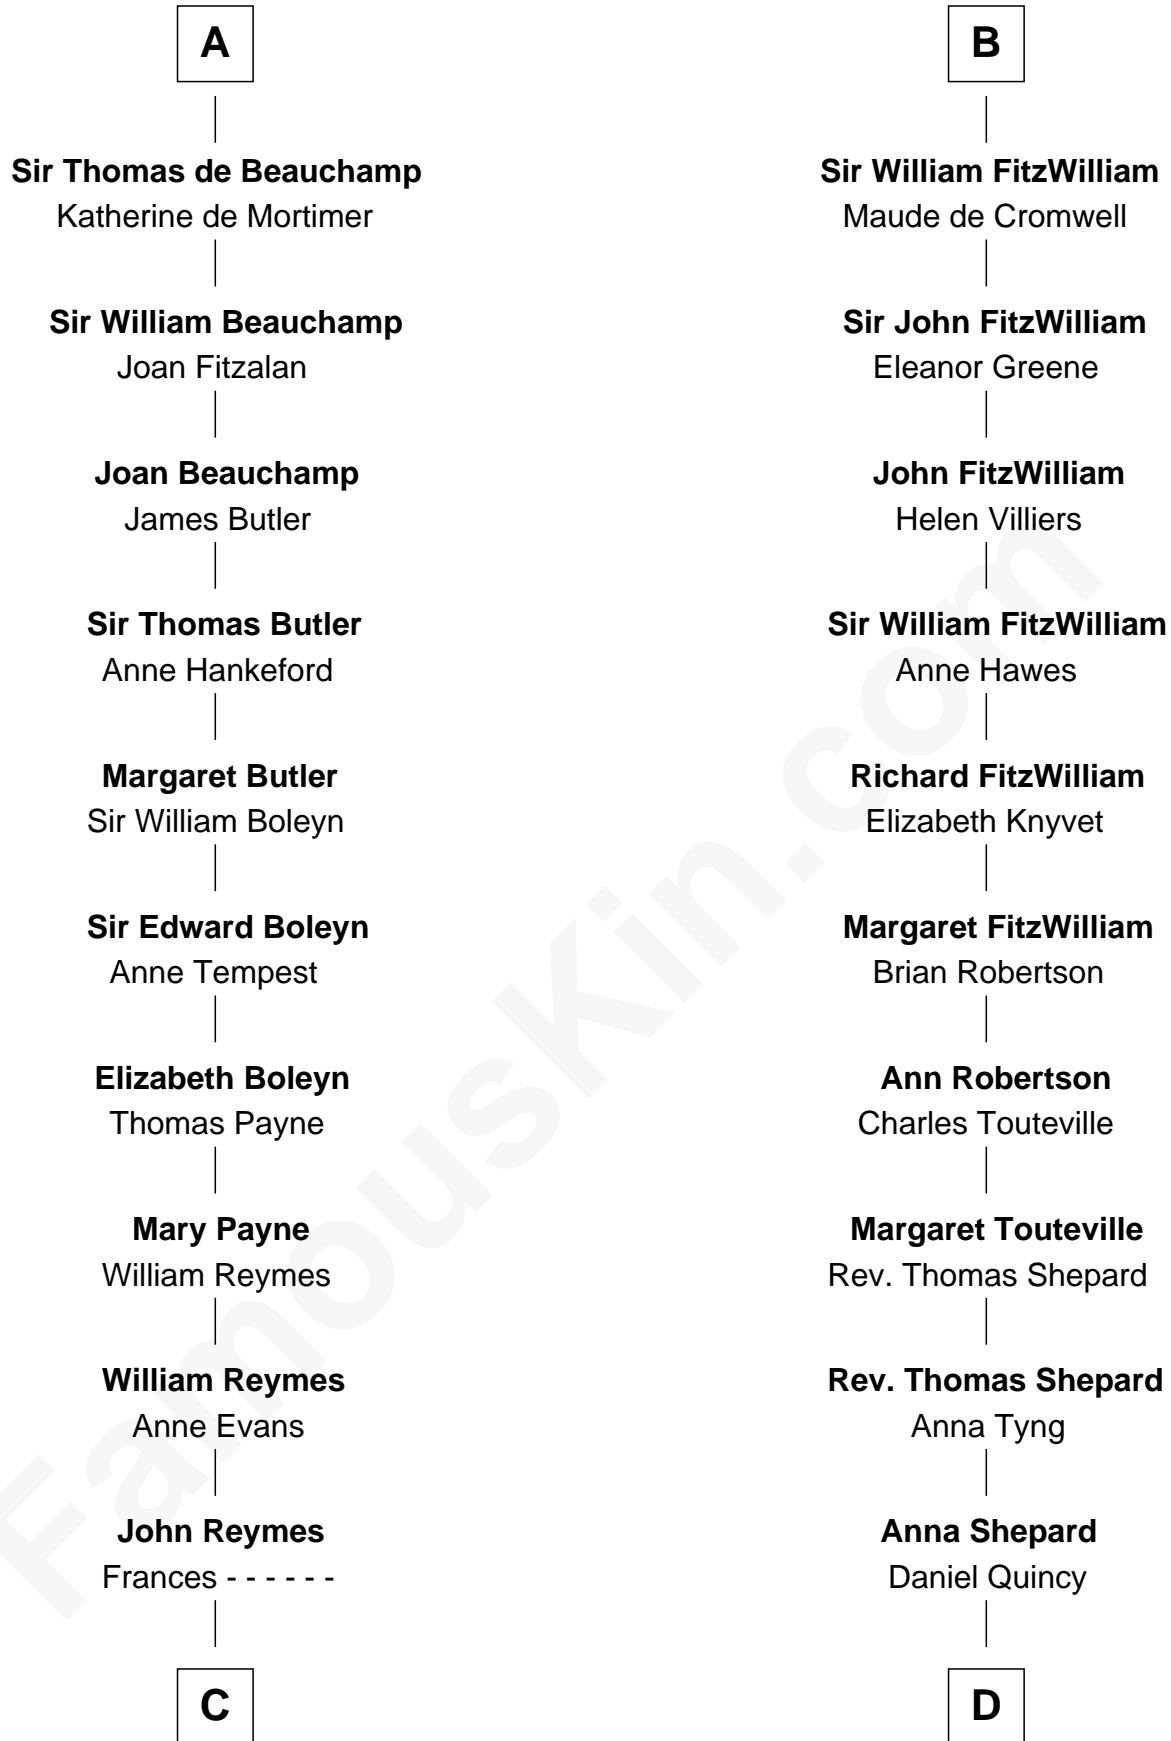 A
Sir Thomas de Beauchamp
Katherine de Mortimer
Sir William Beauchamp
Joan Fitzalan
Joan Beauchamp
James Butler
Sir Thomas Butler
Anne Hankeford
Margaret Butler
Sir William Boleyn
Sir Edward Boleyn
Anne Tempest
Elizabeth Boleyn
Thomas Payne
Mary Payne
William Reymes
William Reymes
Anne Evans
John Reymes
Frances - - - - - -
C
B
Sir William FitzWilliam
Maude de Cromwell
Sir John FitzWilliam
Eleanor Greene
John FitzWilliam
Helen Villiers
Sir William FitzWilliam
Anne Hawes
Richard FitzWilliam
Elizabeth Knyvet
Margaret FitzWilliam
Brian Robertson
Ann Robertson
Charles Touteville
Margaret Touteville
Rev. Thomas Shepard
Rev. Thomas Shepard
Anna Tyng
Anna Shepard
Daniel Quincy
D
FamousKin.com